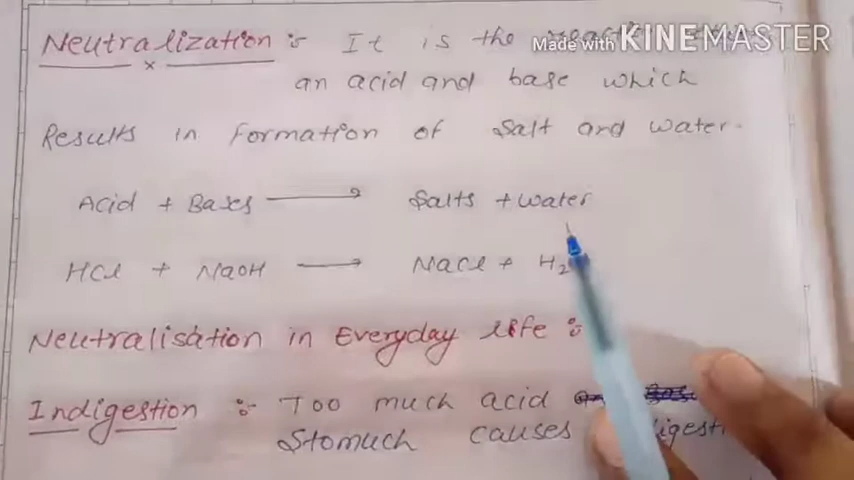 Neutralization :- It is the
Made with KINEMASTER
an acid and base which
Results in Formation of Salt and water.
Acid + Bases → Salts + water
HCl + NaOH → NaCl + H2
Neutralisation in Everyday life :
Indigestion :- Too much acid
Stomuch causes